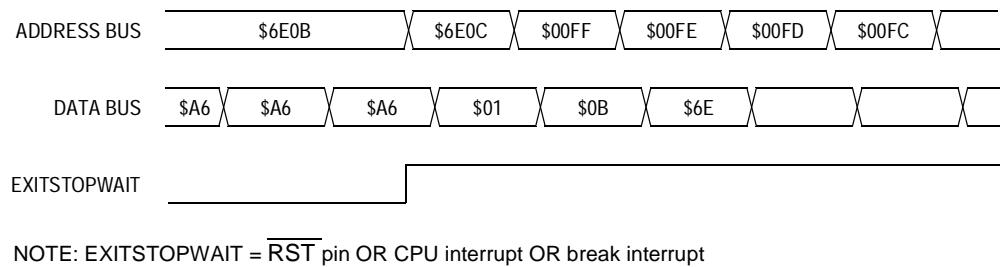 ADDRESS BUS $6E0B $6E0C $00FF $00FE $00FD $00FC
DATA BUS $A6 $A6 $A6 $01 $0B $6E
EXITSTOPWAIT
NOTE: EXITSTOPWAIT = RST pin OR CPU interrupt OR break interrupt